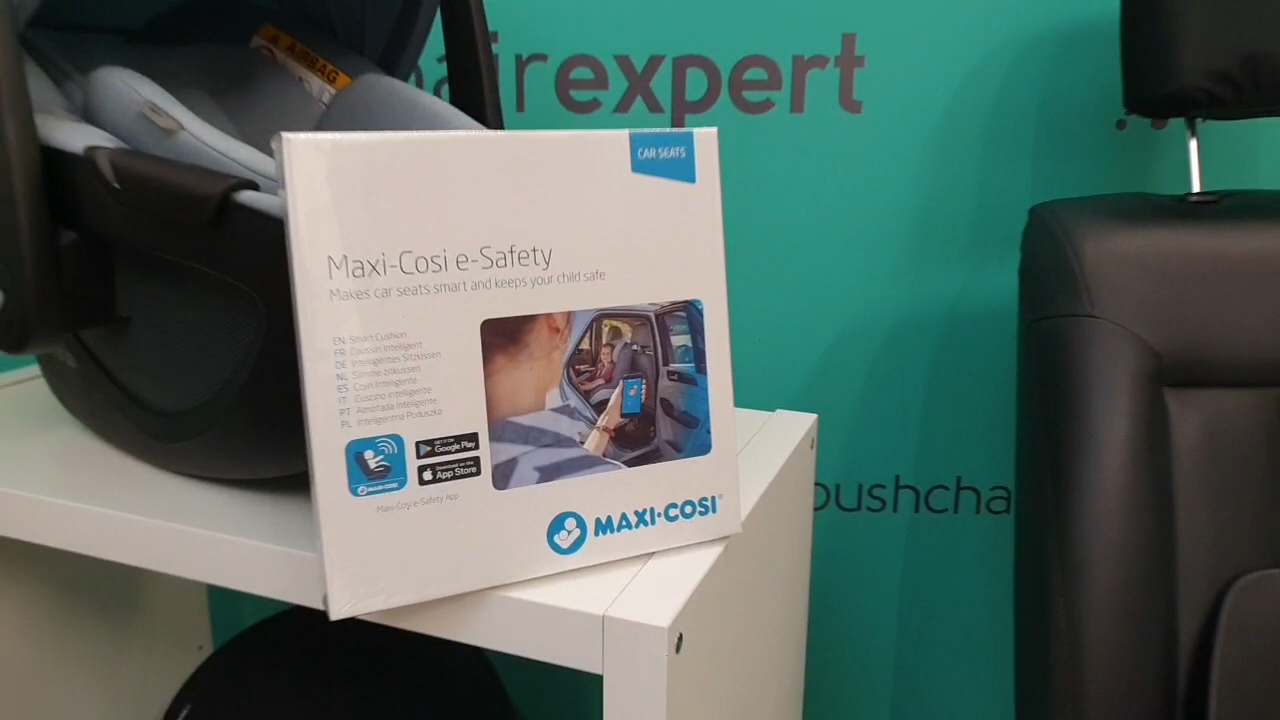 AIRBAG
airexpert
CAR SEATS
Maxi-Cosi e-Safety
Makes car seats smart and keeps your child safe
EN Smart Cushion
FR Coussin Intelligent
DE Intelligentes Sitzkissen
NL Slimme zitkussen
ES Cojín Inteligente
IT Cuscino intelligente
PT Almofada Inteligente
PL Inteligentna Poduszka
MAXI-COSI
GET IT ON
Google Play
Download on the
App Store
Maxi-Cosi e-Safety App
MAXI-COSI®
pushcha